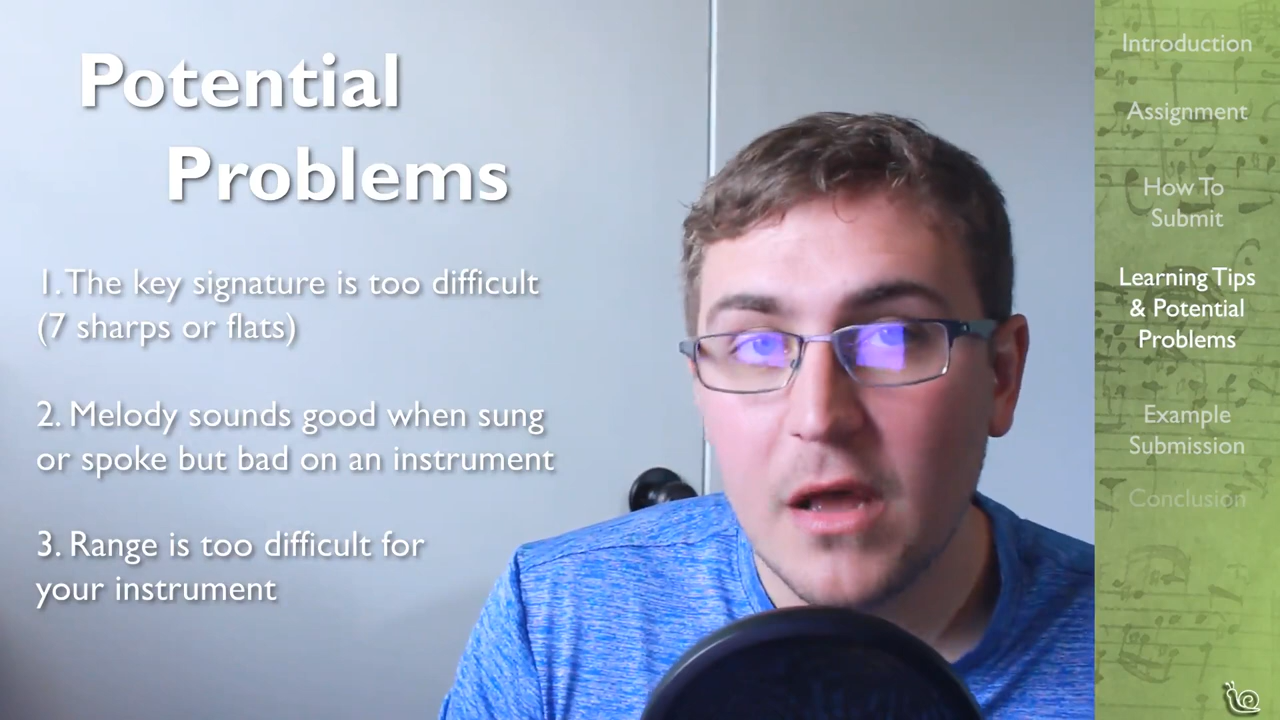 Potential
Problems
1. The key signature is too difficult
(7 sharps or flats)
2. Melody sounds good when sung
or spoke but bad on an instrument
3. Range is too difficult for
your instrument
Introduction
Assignment
How To
Submit
Learning Tips
& Potential
Problems
Example
Submission
Conclusion